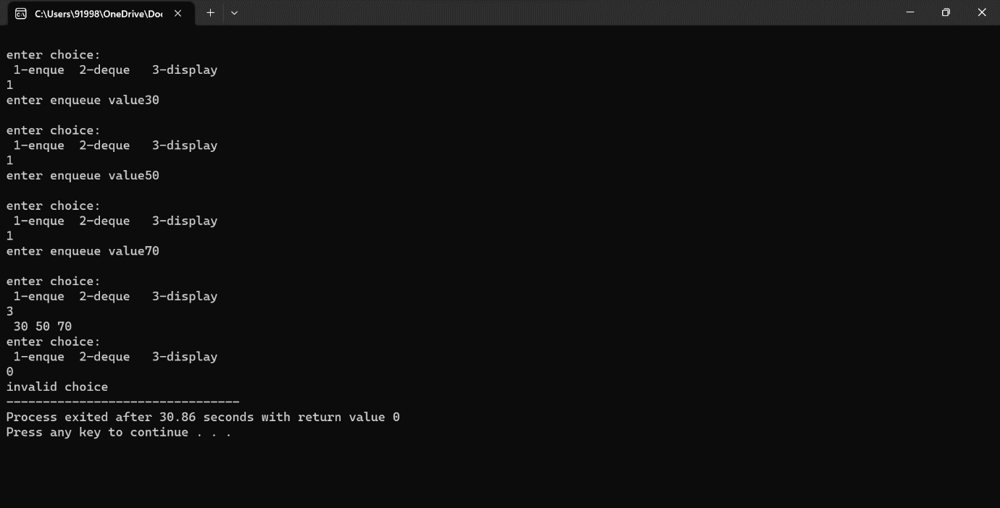 C:\Users\91998\OneDrive\Doc
enter choice:
 1-enque  2-deque   3-display
1
enter enqueue value30
enter choice:
 1-enque  2-deque   3-display
1
enter enqueue value50
enter choice:
 1-enque  2-deque   3-display
1
enter enqueue value70
enter choice:
 1-enque  2-deque   3-display
3
 30 50 70
enter choice:
 1-enque  2-deque   3-display
0
invalid choice
--------------------------------
Process exited after 30.86 seconds with return value 0
Press any key to continue . . .